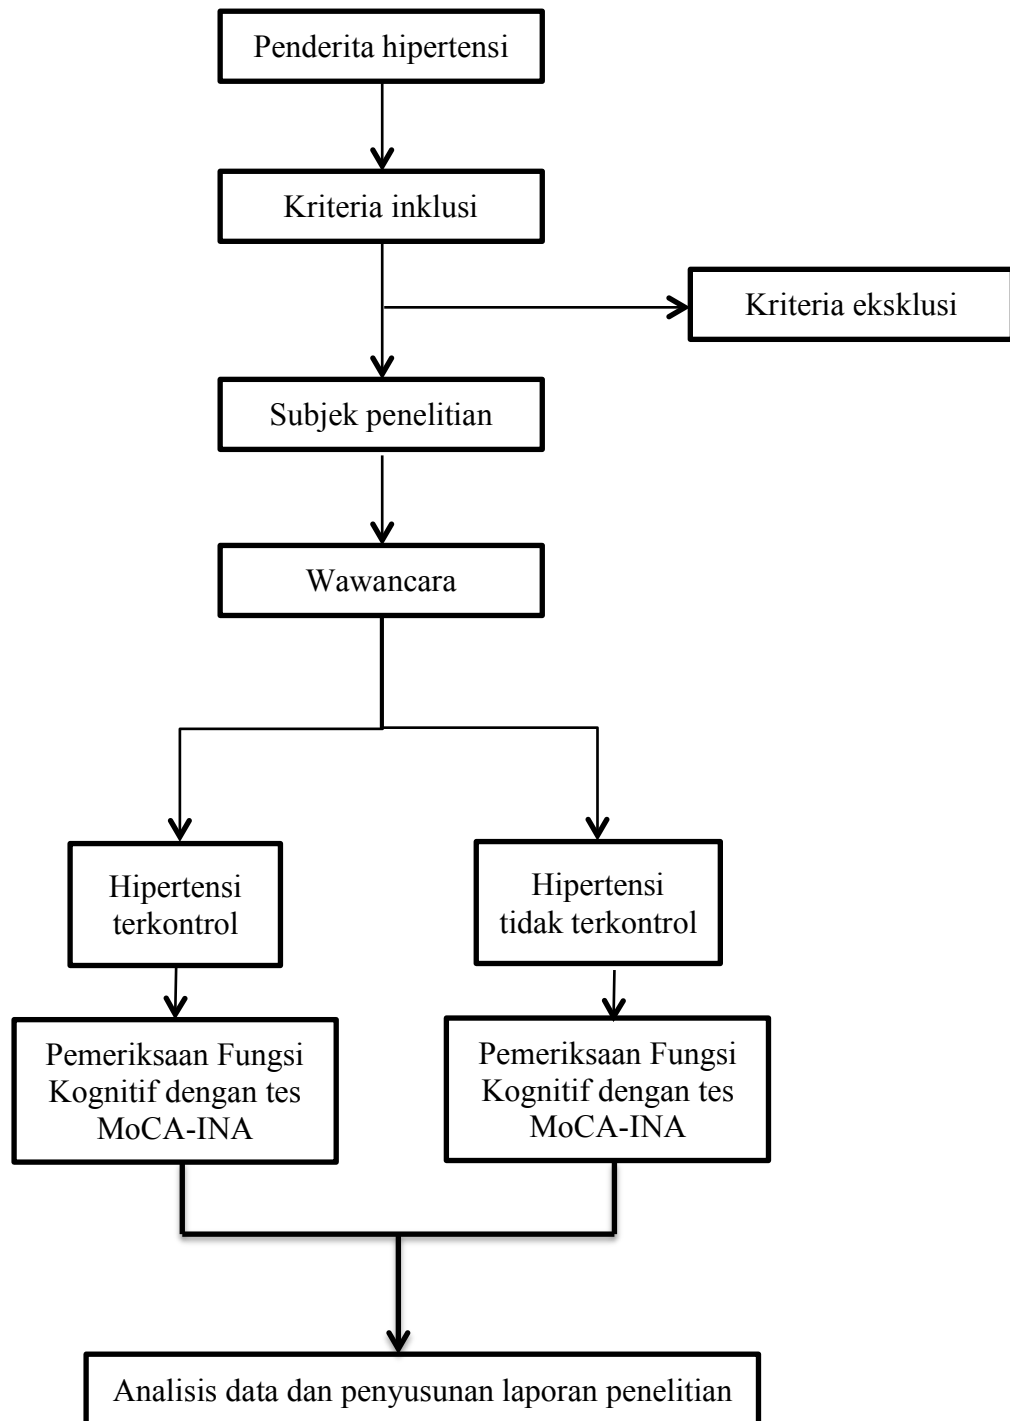 Penderita hipertensi
Kriteria inklusi
Kriteria eksklusi
Subjek penelitian
Wawancara
Hipertensi
terkontrol
Hipertensi
tidak terkontrol
Pemeriksaan Fungsi
Kognitif dengan tes
MoCA-INA
Pemeriksaan Fungsi
Kognitif dengan tes
MoCA-INA
Analisis data dan penyusunan laporan penelitian